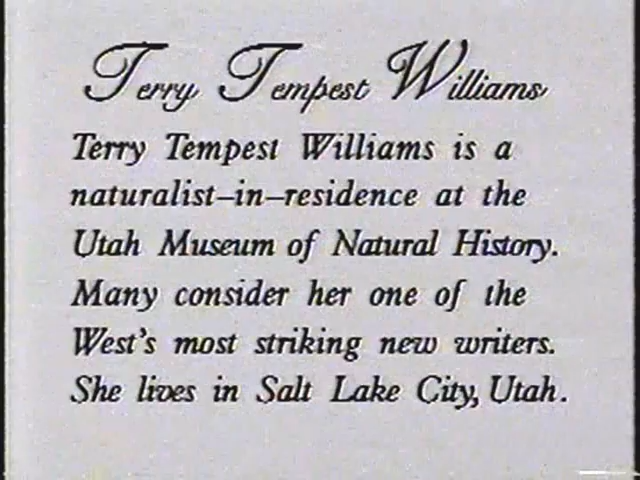 Terry Tempest Williams
Terry Tempest Williams is a
naturalist-in-residence at the
Utah Museum of Natural History.
Many consider her one of the
West's most striking new writers.
She lives in Salt Lake City, Utah.